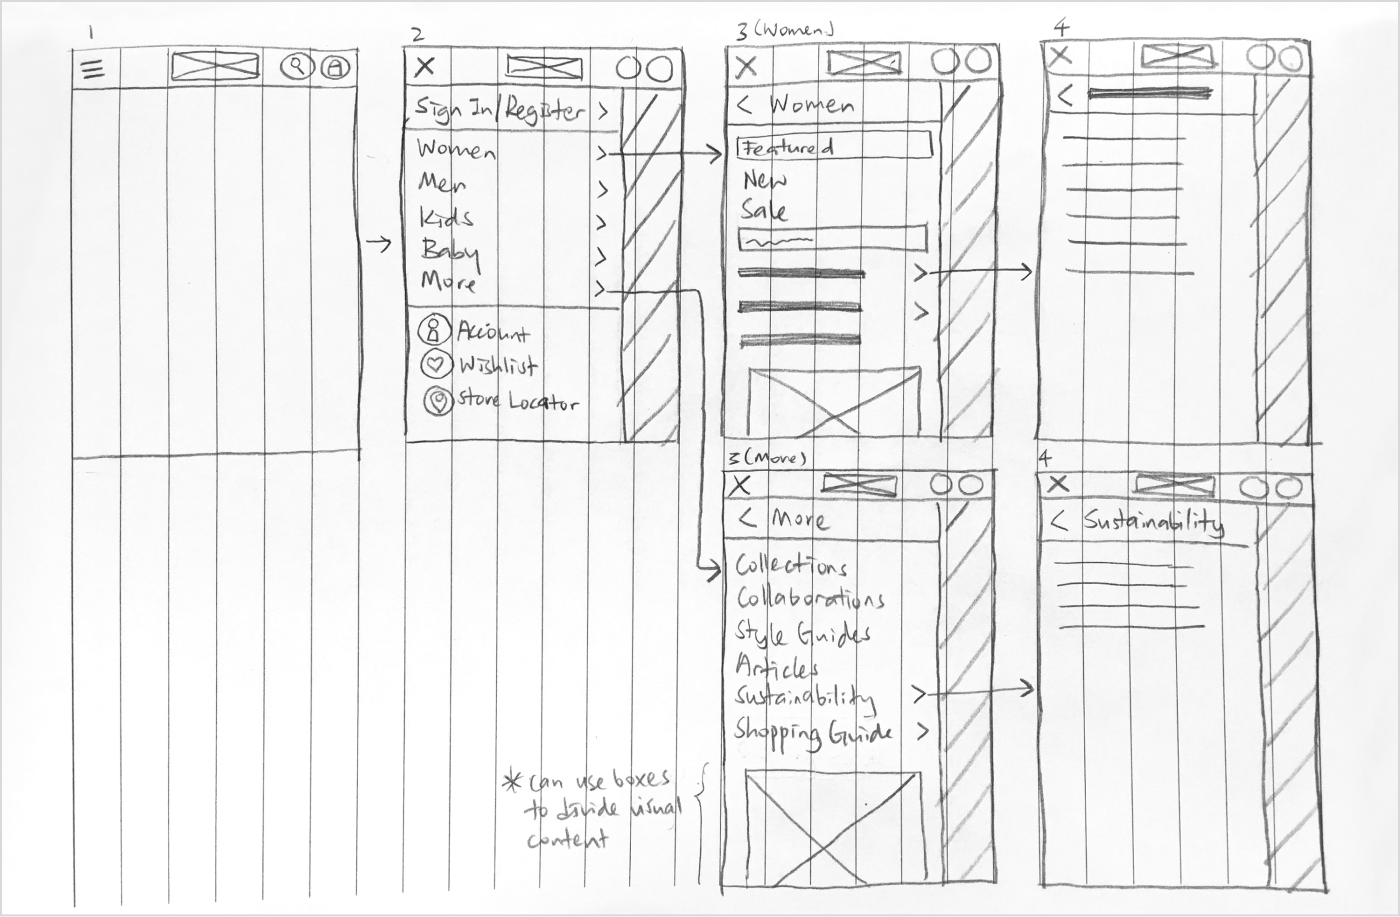 1
2
Sign In/Register >
Women >
Men >
Kids >
Baby >
More >
Account
Wishlist
Store Locator
3 (Women)
< Women
Featured
New
Sale
4
<
3 (More)
< More
Collections
Collaborations
Style Guides
Articles
Sustainability >
Shopping Guide >
* can use boxes
to divide visual
content
4
< Sustainability